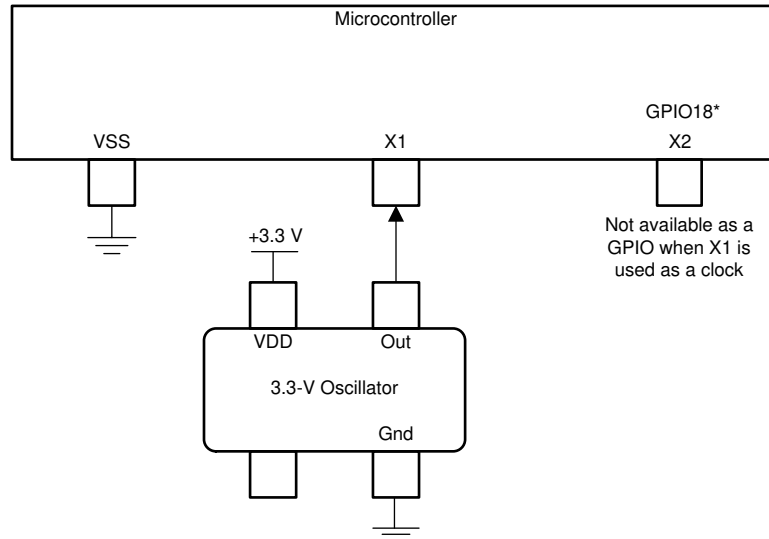 Microcontroller
GPIO18*
VSS
X1
X2
Not available as a
GPIO when X1 is
used as a clock
+3.3 V
VDD
Out
3.3-V Oscillator
Gnd